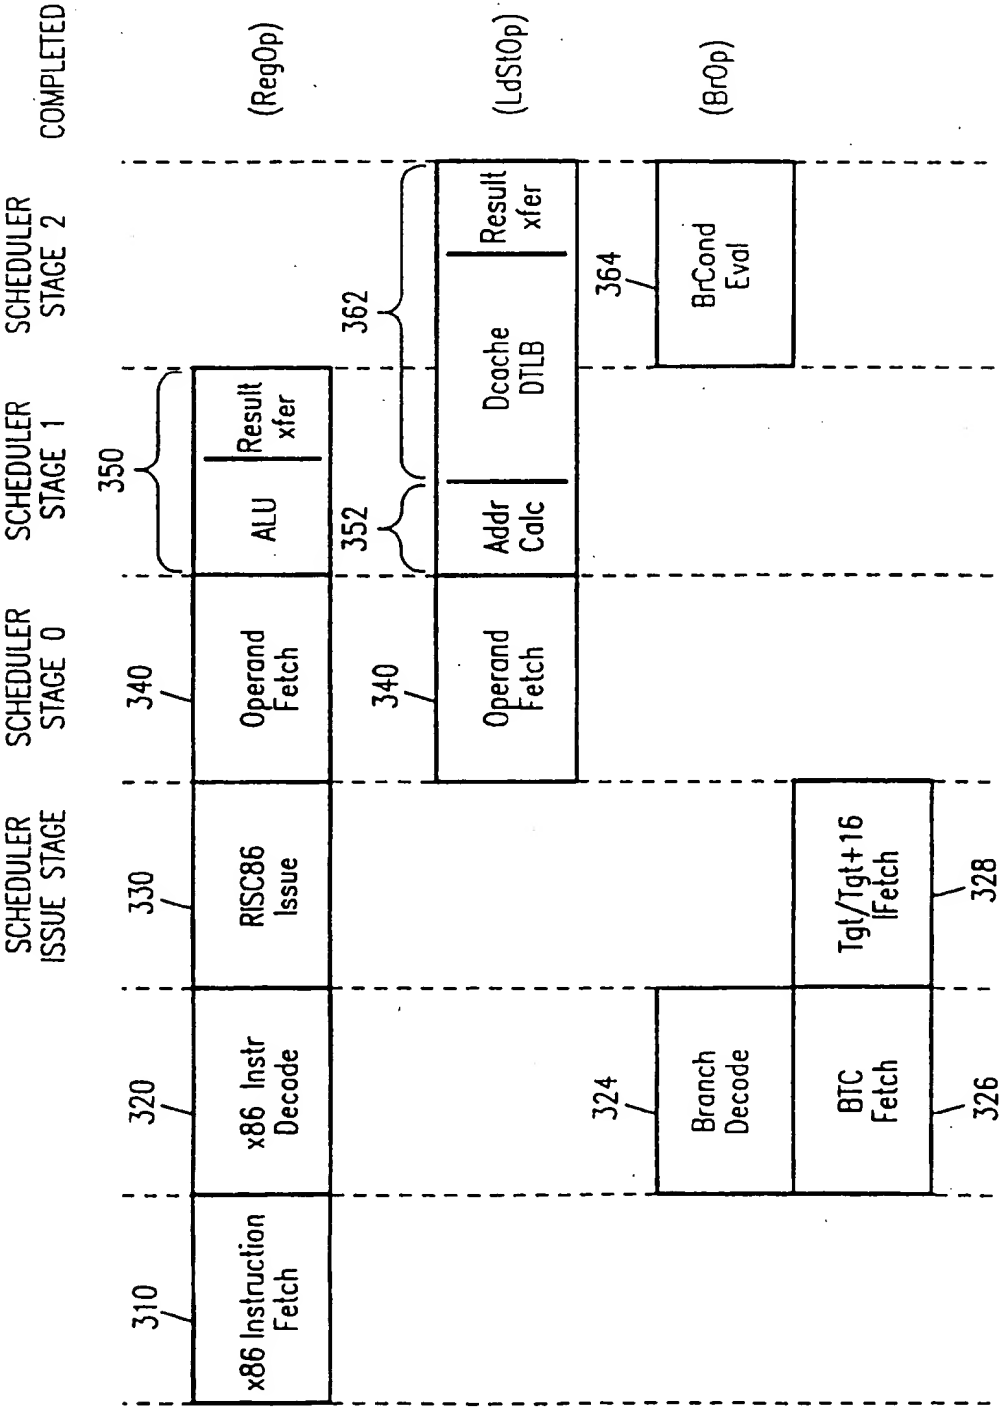 SCHEDULER
ISSUE STAGE
SCHEDULER
STAGE 0
SCHEDULER
STAGE 1
SCHEDULER
STAGE 2
COMPLETED
310
320
330
340
350
x86 Instruction
Fetch
x86 Instr
Decode
RISC86
Issue
Operand
Fetch
ALU
Result
xfer
(RegOp)
340
352
362
Operand
Fetch
Addr
Calc
Dcache
DTLB
Result
xfer
(LdStOp)
324
364
Branch
Decode
BrCond
Eval
(BrOp)
BTC
Fetch
Tgt/Tgt+16
IFetch
326
328